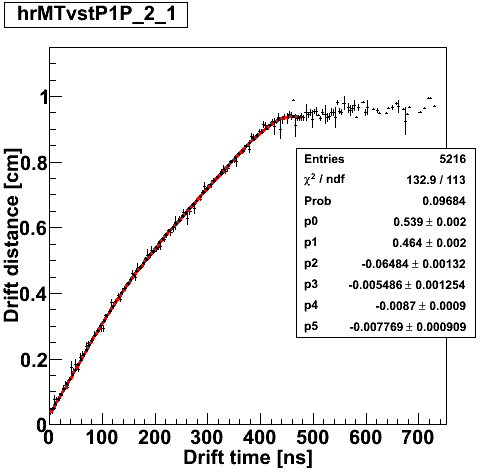 hrMTvstP1P_2_1
Drift distance [cm]
1
0.8
0.6
0.4
0.2
0
Entries 5216
χ² / ndf 132.9 / 113
Prob 0.09684
p0 0.539 ± 0.002
p1 0.464 ± 0.002
p2 -0.06484 ± 0.00132
p3 -0.005486 ± 0.001254
p4 -0.0087 ± 0.0009
p5 -0.007769 ± 0.000909
0 100 200 300 400 500 600 700
Drift time [ns]